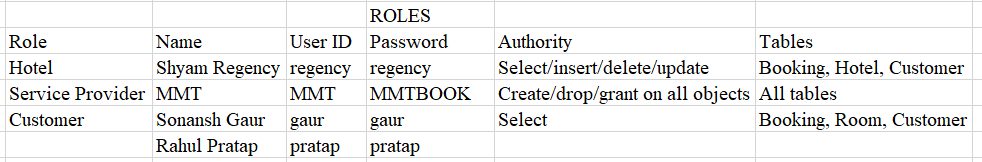 ROLES
Role Name User ID Password Authority Tables
Hotel Shyam Regency regency regency Select/insert/delete/update Booking, Hotel, Customer
Service Provider MMT MMT MMTBOOK Create/drop/grant on all objects All tables
Customer Sonansh Gaur gaur gaur Select Booking, Room, Customer
Rahul Pratap pratap pratap